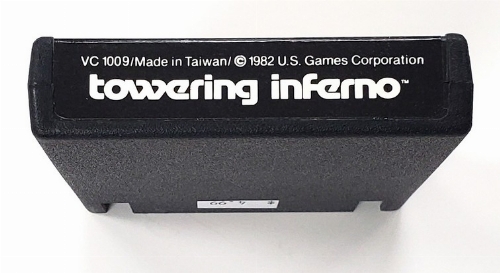 VC 1009/Made in Taiwan/ © 1982 U.S. Games Corporation
towering inferno™